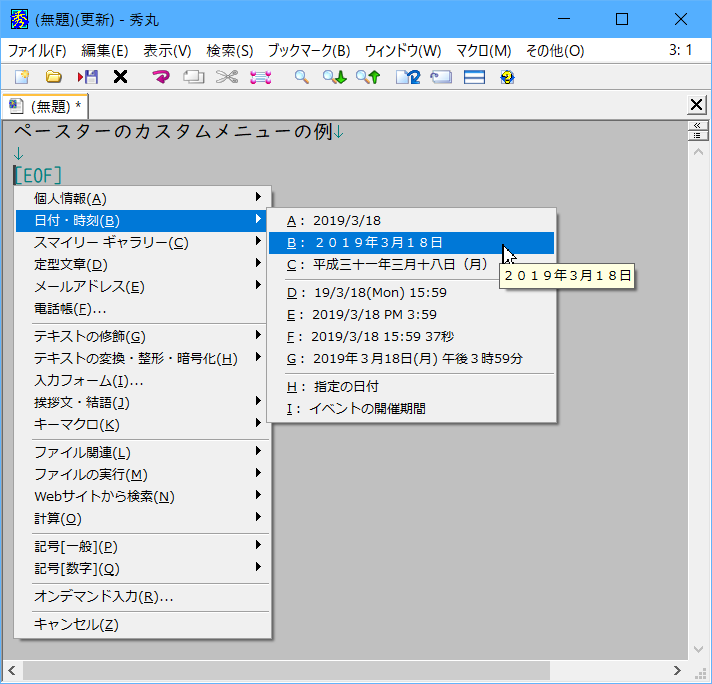 (無題)(更新) - 秀丸
ファイル(F) 編集(E) 表示(V) 検索(S) ブックマーク(B) ウィンドウ(W) マクロ(M) その他(O) 3: 1
(無題) *
ペースターのカスタムメニューの例↓
↓
[EOF]
個人情報(A)
日付・時刻(B)
スマイリー ギャラリー(C)
定型文章(D)
メールアドレス(E)
電話帳(F)...
テキストの修飾(G)
テキストの変換・整形・暗号化(H)
入力フォーム(I)...
挨拶文・結語(J)
キーマクロ(K)
ファイル関連(L)
ファイルの実行(M)
Webサイトから検索(N)
計算(O)
記号[一般](P)
記号[数字](Q)
オンデマンド入力(R)...
キャンセル(Z)
A： 2019/3/18
B： ２０１９年３月１８日
C： 平成三十一年三月十八日（月）
D： 19/3/18(Mon) 15:59
E： 2019/3/18 PM 3:59
F： 2019/3/18 15:59 37秒
G： 2019年３月18日(月) 午後３時59分
H： 指定の日付
I： イベントの開催期間
２０１９年３月１８日